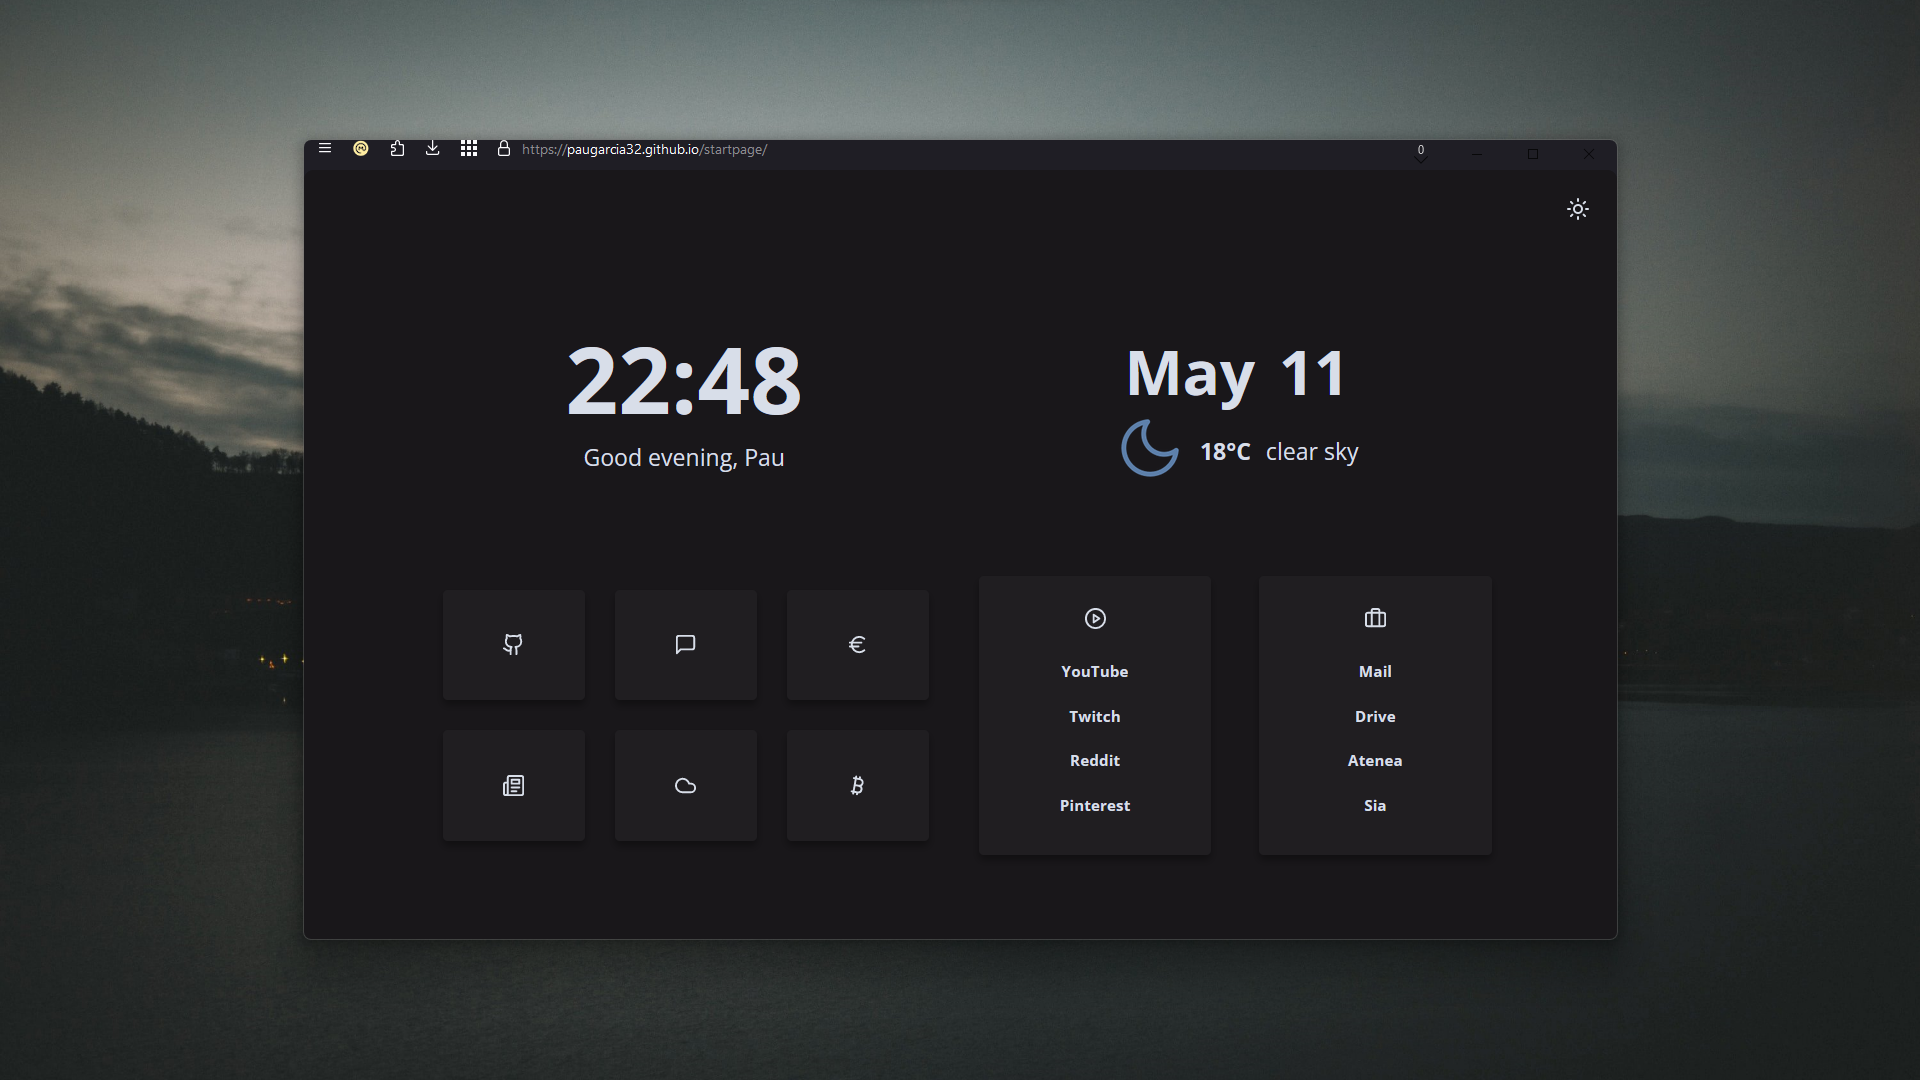 https://paugarcia32.github.io/startpage/
0
22:48
Good evening, Pau
May 11
18°C clear sky
YouTube
Twitch
Reddit
Pinterest
Mail
Drive
Atenea
Sia